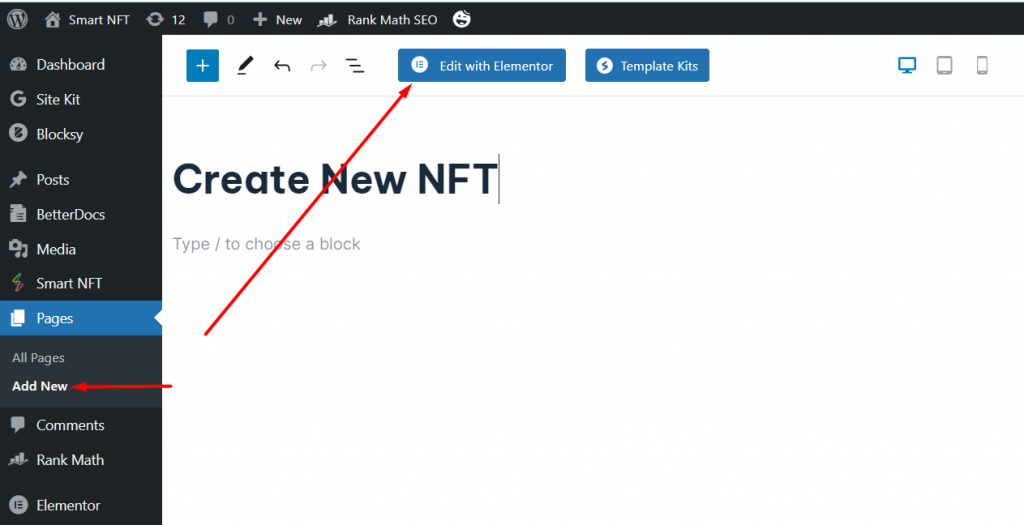 Smart NFT 12 0 New Rank Math SEO
Dashboard
Site Kit
Blocksy
Posts
BetterDocs
Media
Smart NFT
Pages
All Pages
Add New
Comments
Rank Math
Elementor
Edit with Elementor Template Kits
Create New NFT
Type / to choose a block